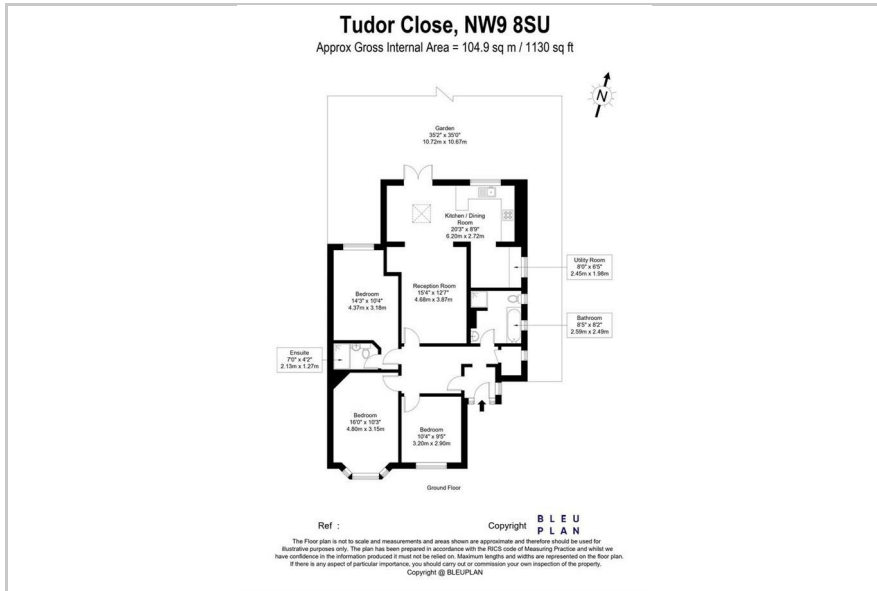 Tudor Close, NW9 8SU
Approx Gross Internal Area = 104.9 sq m / 1130 sq ft
N
Garden
35'2" x 35'0"
10.72m x 10.67m
Kitchen / Dining
Room
20'3" x 8'9"
6.20m x 2.72m
Utility Room
8'0" x 6'5"
2.45m x 1.98m
Reception Room
15'4" x 12'7"
4.68m x 3.87m
Bedroom
14'3" x 10'4"
4.37m x 3.18m
Bathroom
8'5" x 8'2"
2.59m x 2.49m
Ensuite
7'0" x 4'2"
2.13m x 1.27m
Bedroom
16'0" x 10'3"
4.80m x 3.15m
Bedroom
10'4" x 9'5"
3.20m x 2.90m
Ground Floor
Ref :
Copyright
BLEU
PLAN
The Floor plan is not to scale and measurements and areas shown are approximate and therefore should be used for
illustrative purposes only. The plan has been prepared in accordance with the RICS code of Measuring Practice and whilst we
have confidence in the information produced it must not be relied on. Maximum lengths and widths are represented on the floor plan.
If there is any aspect of particular importance, you should carry out or commission your own inspection of the property.
Copyright @ BLEUPLAN